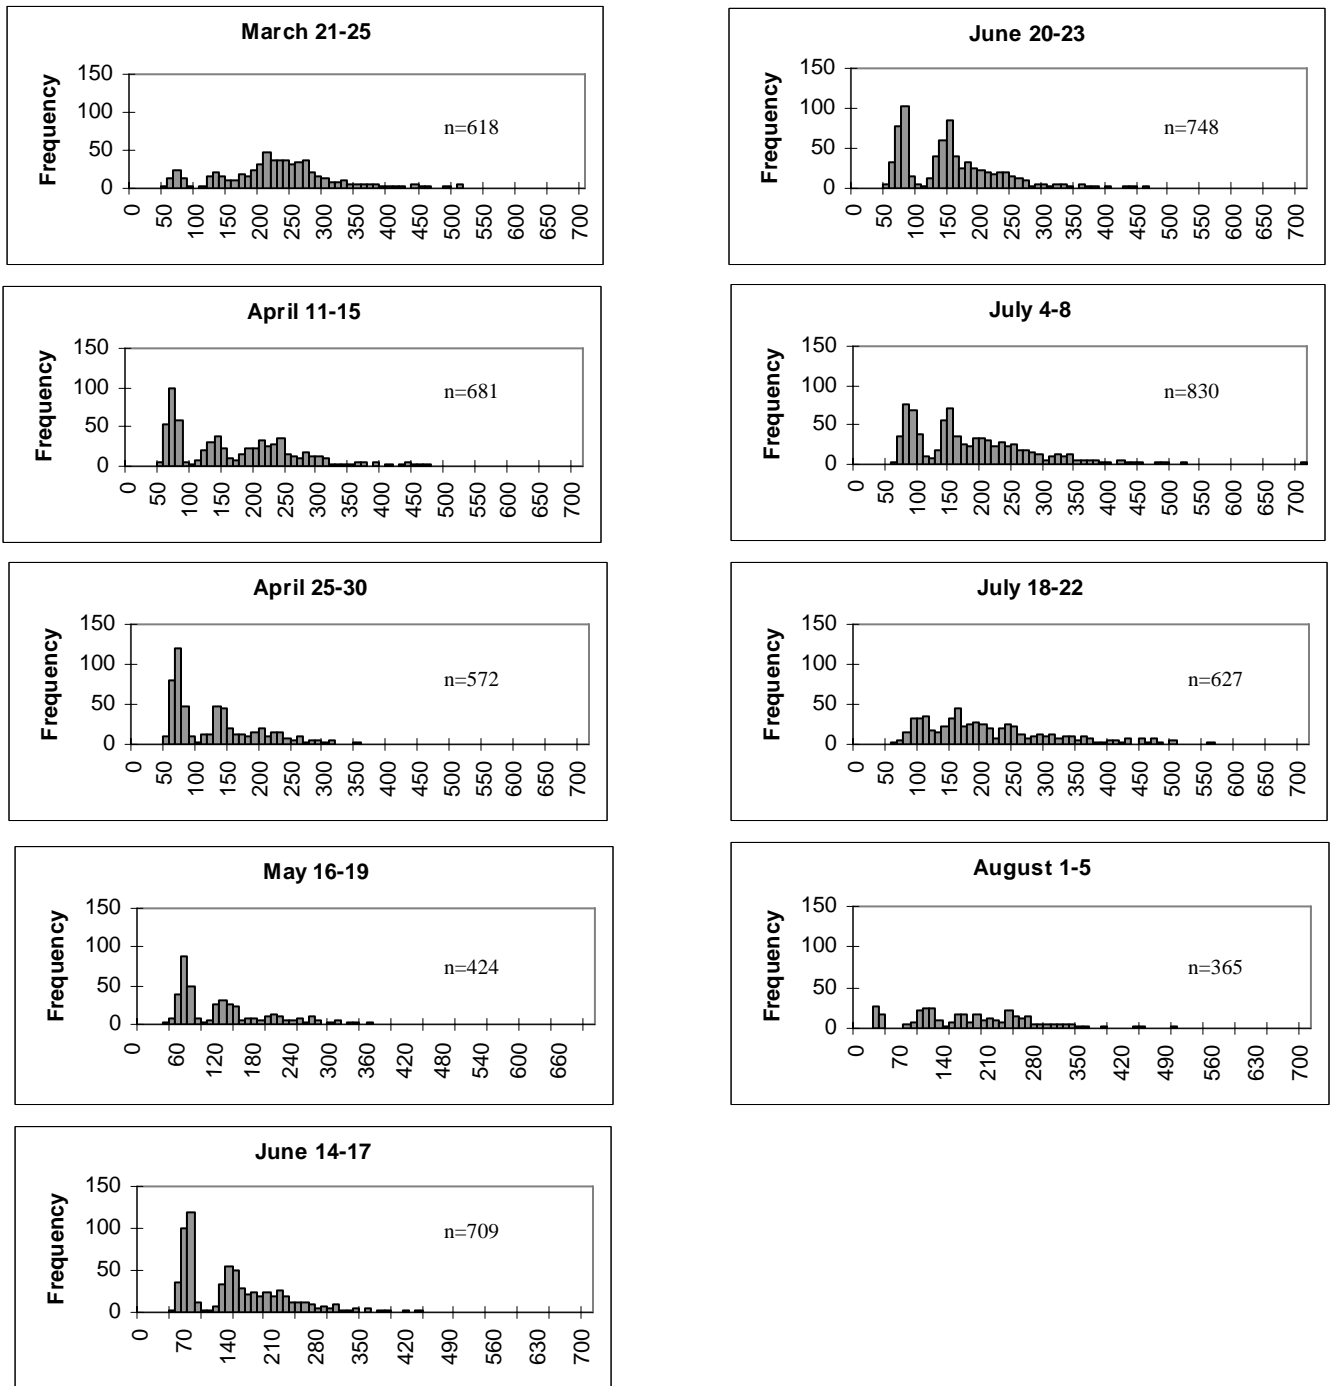 March 21-25
Frequency
150
100
50
0
n=618
0 50 100 150 200 250 300 350 400 450 500 550 600 650 700
April 11-15
Frequency
150
100
50
0
n=681
0 50 100 150 200 250 300 350 400 450 500 550 600 650 700
April 25-30
Frequency
150
100
50
0
n=572
0 50 100 150 200 250 300 350 400 450 500 550 600 650 700
May 16-19
Frequency
150
100
50
0
n=424
0 60 120 180 240 300 360 420 480 540 600 660
June 14-17
Frequency
150
100
50
0
n=709
0 70 140 210 280 350 420 490 560 630 700
June 20-23
Frequency
150
100
50
0
n=748
0 50 100 150 200 250 300 350 400 450 500 550 600 650 700
July 4-8
Frequency
150
100
50
0
n=830
0 50 100 150 200 250 300 350 400 450 500 550 600 650 700
July 18-22
Frequency
150
100
50
0
n=627
0 50 100 150 200 250 300 350 400 450 500 550 600 650 700
August 1-5
Frequency
150
100
50
0
n=365
0 70 140 210 280 350 420 490 560 630 700